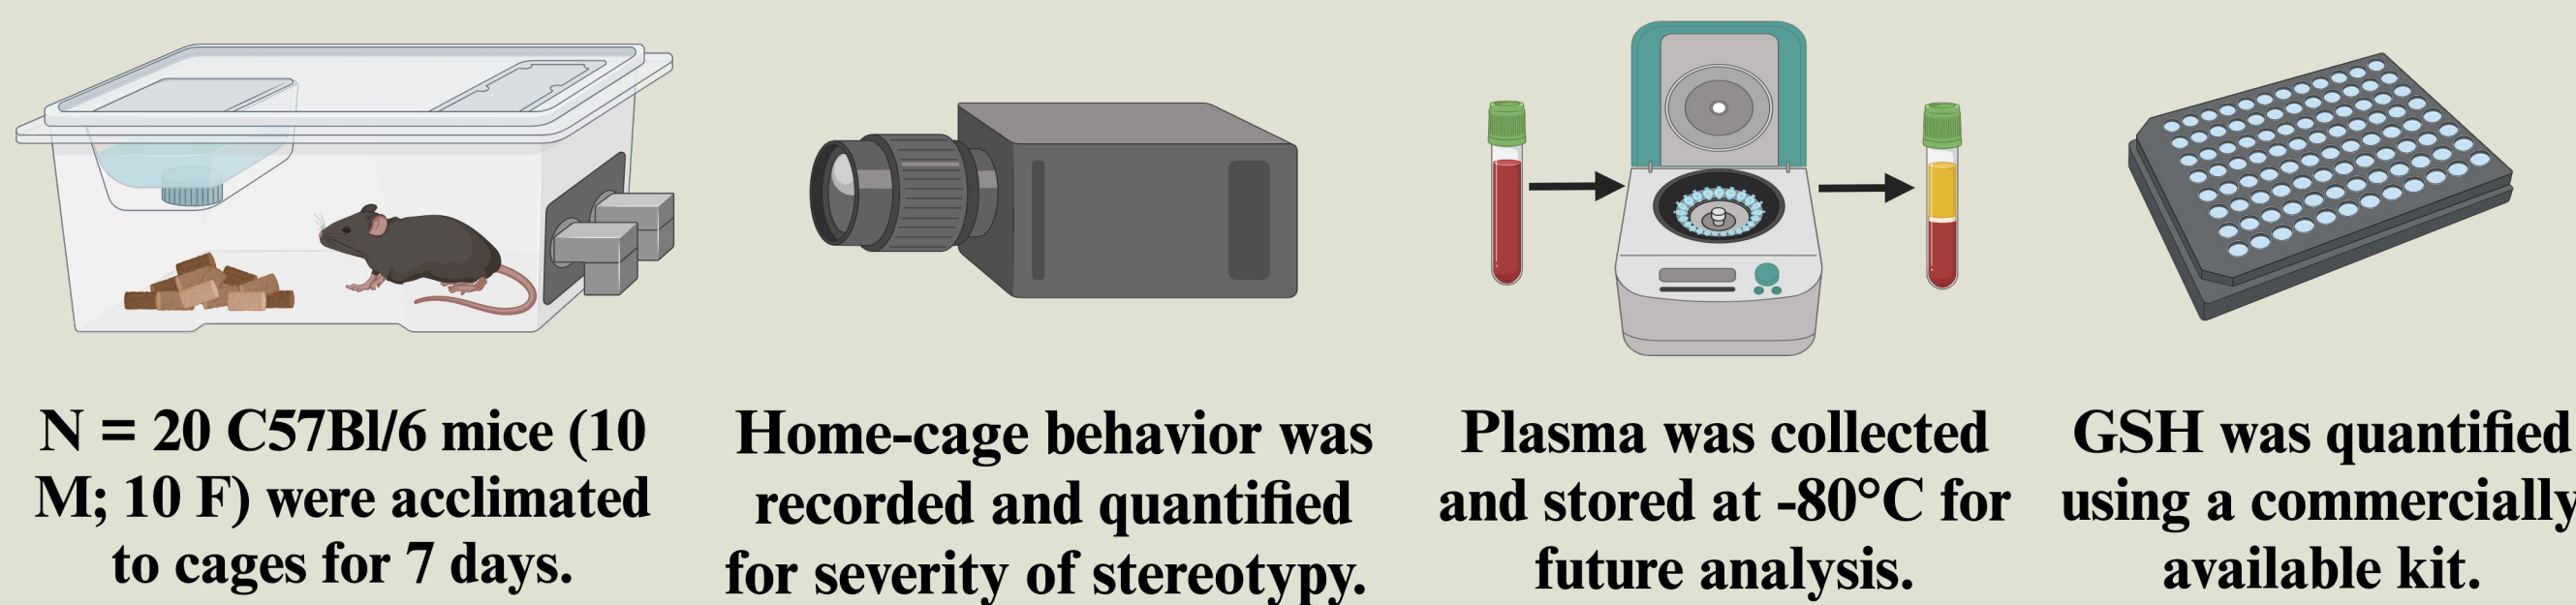 N = 20 C57Bl/6 mice (10
M; 10 F) were acclimated
to cages for 7 days.
Home-cage behavior was
recorded and quantified
for severity of stereotypy.
Plasma was collected
and stored at -80°C for
future analysis.
GSH was quantified
using a commercially
available kit.